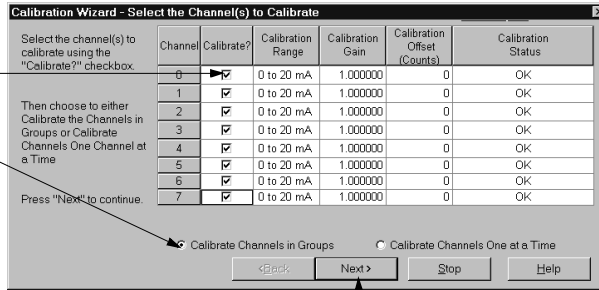 Calibration Wizard - Select the Channel(s) to Calibrate
Select the channel(s) to
calibrate using the
"Calibrate?" checkbox.
Then choose to either
Calibrate the Channels in
Groups or Calibrate
Channels One Channel at
a Time
Press "Next" to continue.
Channel Calibrate? Calibration Range Calibration Gain Calibration Offset (Counts) Calibration Status
0 0 to 20 mA 1.000000 0 OK
1 0 to 20 mA 1.000000 0 OK
2 0 to 20 mA 1.000000 0 OK
3 0 to 20 mA 1.000000 0 OK
4 0 to 20 mA 1.000000 0 OK
5 0 to 20 mA 1.000000 0 OK
6 0 to 20 mA 1.000000 0 OK
7 0 to 20 mA 1.000000 0 OK
Calibrate Channels in Groups Calibrate Channels One at a Time
<Back Next> Stop Help